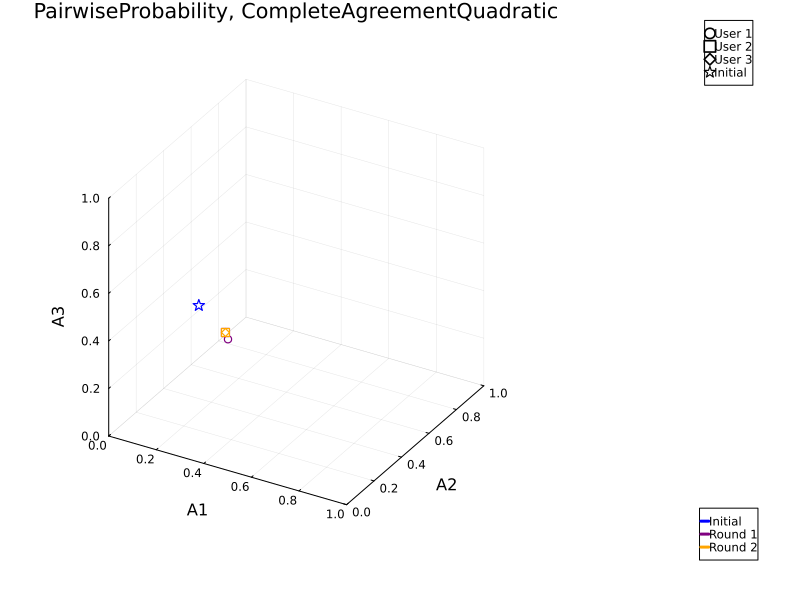 PairwiseProbability, CompleteAgreementQuadratic
User 1
User 2
User 3
Initial
1.0
0.8
0.6
0.4
0.2
0.0
A3
0.0
0.2
0.4
0.6
0.8
1.0
A1
0.0
0.2
0.4
0.6
0.8
1.0
A2
Initial
Round 1
Round 2